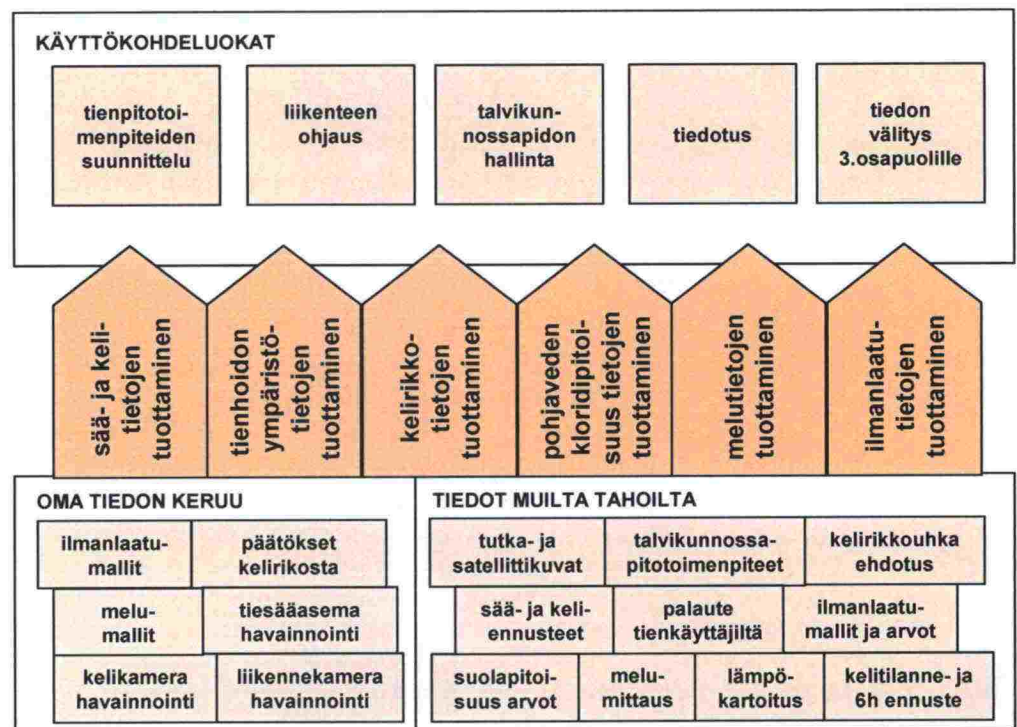 KÄYTTÖKOHDELUOKAT
tienpitotoi-
menpiteiden
suunnittelu
liikenteen
ohjaus
talvikun-
nossapidon
hallinta
tiedotus
tiedon
välitys
3.osapuolille
sää- ja keli-
tietojen
tuottaminen
tienhoidon
ympäristö-
tietojen
tuottaminen
kelirikko-
tietojen
tuottaminen
pohjaveden
kloridipitoi-
suus tietojen
tuottaminen
melutietojen
tuottaminen
ilmanlaatu-
tietojen
tuottaminen
OMA TIEDON KERUU
ilmanlaatu-
mallit
päätökset
kelirikosta
melu-
mallit
tiesääasema
havainnointi
kelikamera
havainnointi
liikennekamera
havainnointi
TIEDOT MUILTA TAHOILTA
tutka- ja
satellittikuvat
talvikunnossa-
pitotoimenpiteet
kelirikkouhka
ehdotus
sää- ja keli-
ennusteet
palaute
tienkäyttäjiltä
ilmanlaatu-
mallit ja arvot
suolapitoi-
suus arvot
melu-
mittaus
lämpö-
kartoitus
kelitilanne- ja
6h ennuste